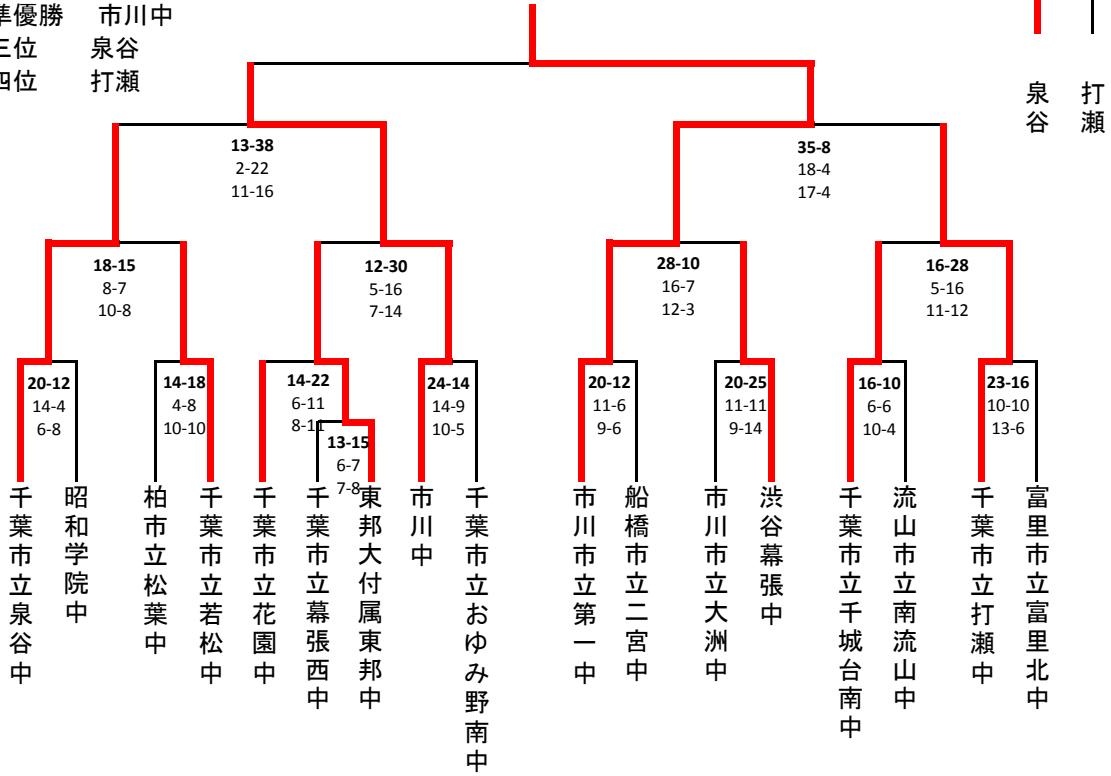 準優勝 市川中
三位 泉谷
四位 打瀬
泉谷
打瀬
13-38
2-22
11-16
35-8
18-4
17-4
18-15
8-7
10-8
12-30
5-16
7-14
28-10
16-7
12-3
16-28
5-16
11-12
20-12
14-4
6-8
14-18
4-8
10-10
14-22
6-11
8-11
13-15
6-7
7-8
24-14
14-9
10-5
20-12
11-6
9-6
20-25
11-11
9-14
16-10
6-6
10-4
23-16
10-10
13-6
千葉市立泉谷中
昭和学院中
柏市立松葉中
千葉市立若松中
千葉市立花園中
千葉市立幕張西中
東邦大付属東邦中
市川中
千葉市立おゆみ野南中
市川市立第一中
船橋市立二宮中
市川市立大洲中
渋谷幕張中
千葉市立千城台南中
流山市立南流山中
千葉市立打瀬中
富里市立富里北中